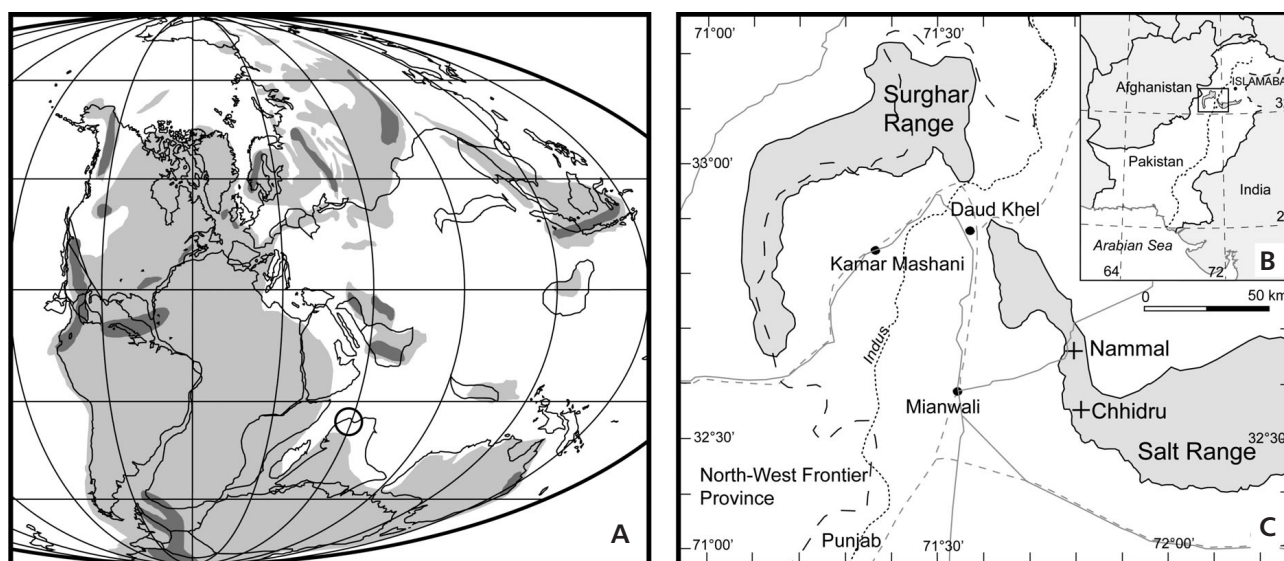 A
71°00'
71°30'
Surghar
Range
33°00'
Daud Khel
Kamar Mashani
Indus
Nammal
Mianwali
Chhidru
32°30'
32°30'
Salt Range
North-West Frontier
Province
Punjab
71°00'
71°30'
72°00'
C
Afghanistan
Pakistan
India
Arabian Sea
64
72
B
0
50 km